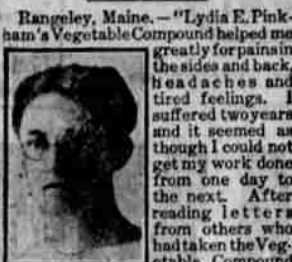 Rangeley, Maine.—"Lydia E. Pink-
ham's Vegetable Compound helped me
greatly for pains in
the sides and back,
headaches and
tired feelings. I
suffered two years
and it seemed as
though I could not
get my work done
from one day to
the next. After
reading letters
from others who
had taken the Veg-
etable Compound